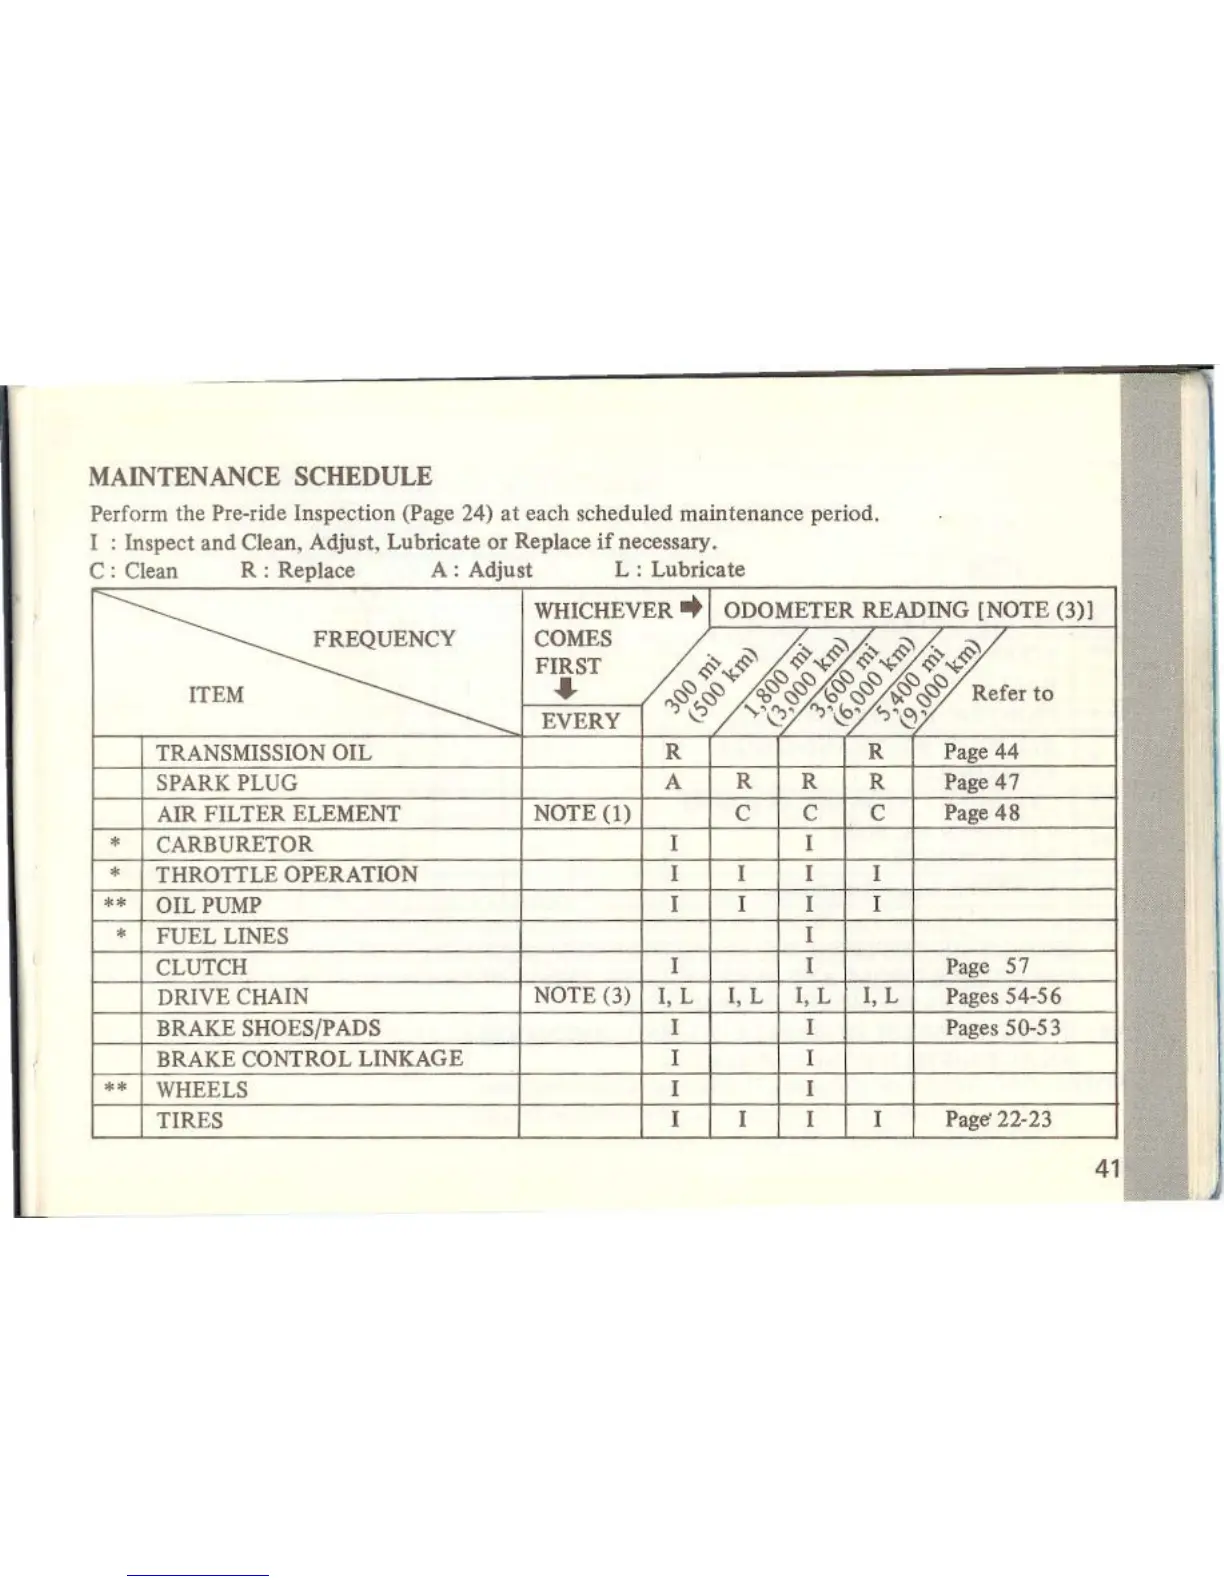 MAINTENANCE SCHEDULE
Perform the Pre-ride Inspection (Page 24) at each scheduled maintenance period.
I : Inspect and Clean, Adjust, Lubricate or Replace if necessary.
C : Clean R : Replace A : Adjust L : Lubricate
FREQUENCY
ITEM
WHICHEVER
COMES
FIRST
EVERY
ODOMETER READING [NOTE (3)]
300 mi
(500 km)
1,800 mi
(3,000 km)
3,600 mi
(6,000 km)
5,400 mi
(9,000 km)
Refer to
TRANSMISSION OIL R R Page 44
SPARK PLUG A R R R Page 47
AIR FILTER ELEMENT NOTE (1) C C C Page 48
* CARBURETOR I I
* THROTTLE OPERATION I I I I
** OIL PUMP I I I I
* FUEL LINES I
CLUTCH I I Page 57
DRIVE CHAIN NOTE (3) I, L I, L I, L I, L Pages 54-56
BRAKE SHOES/PADS I I Pages 50-53
BRAKE CONTROL LINKAGE I I
** WHEELS I I
TIRES I I I I Page 22-23
41